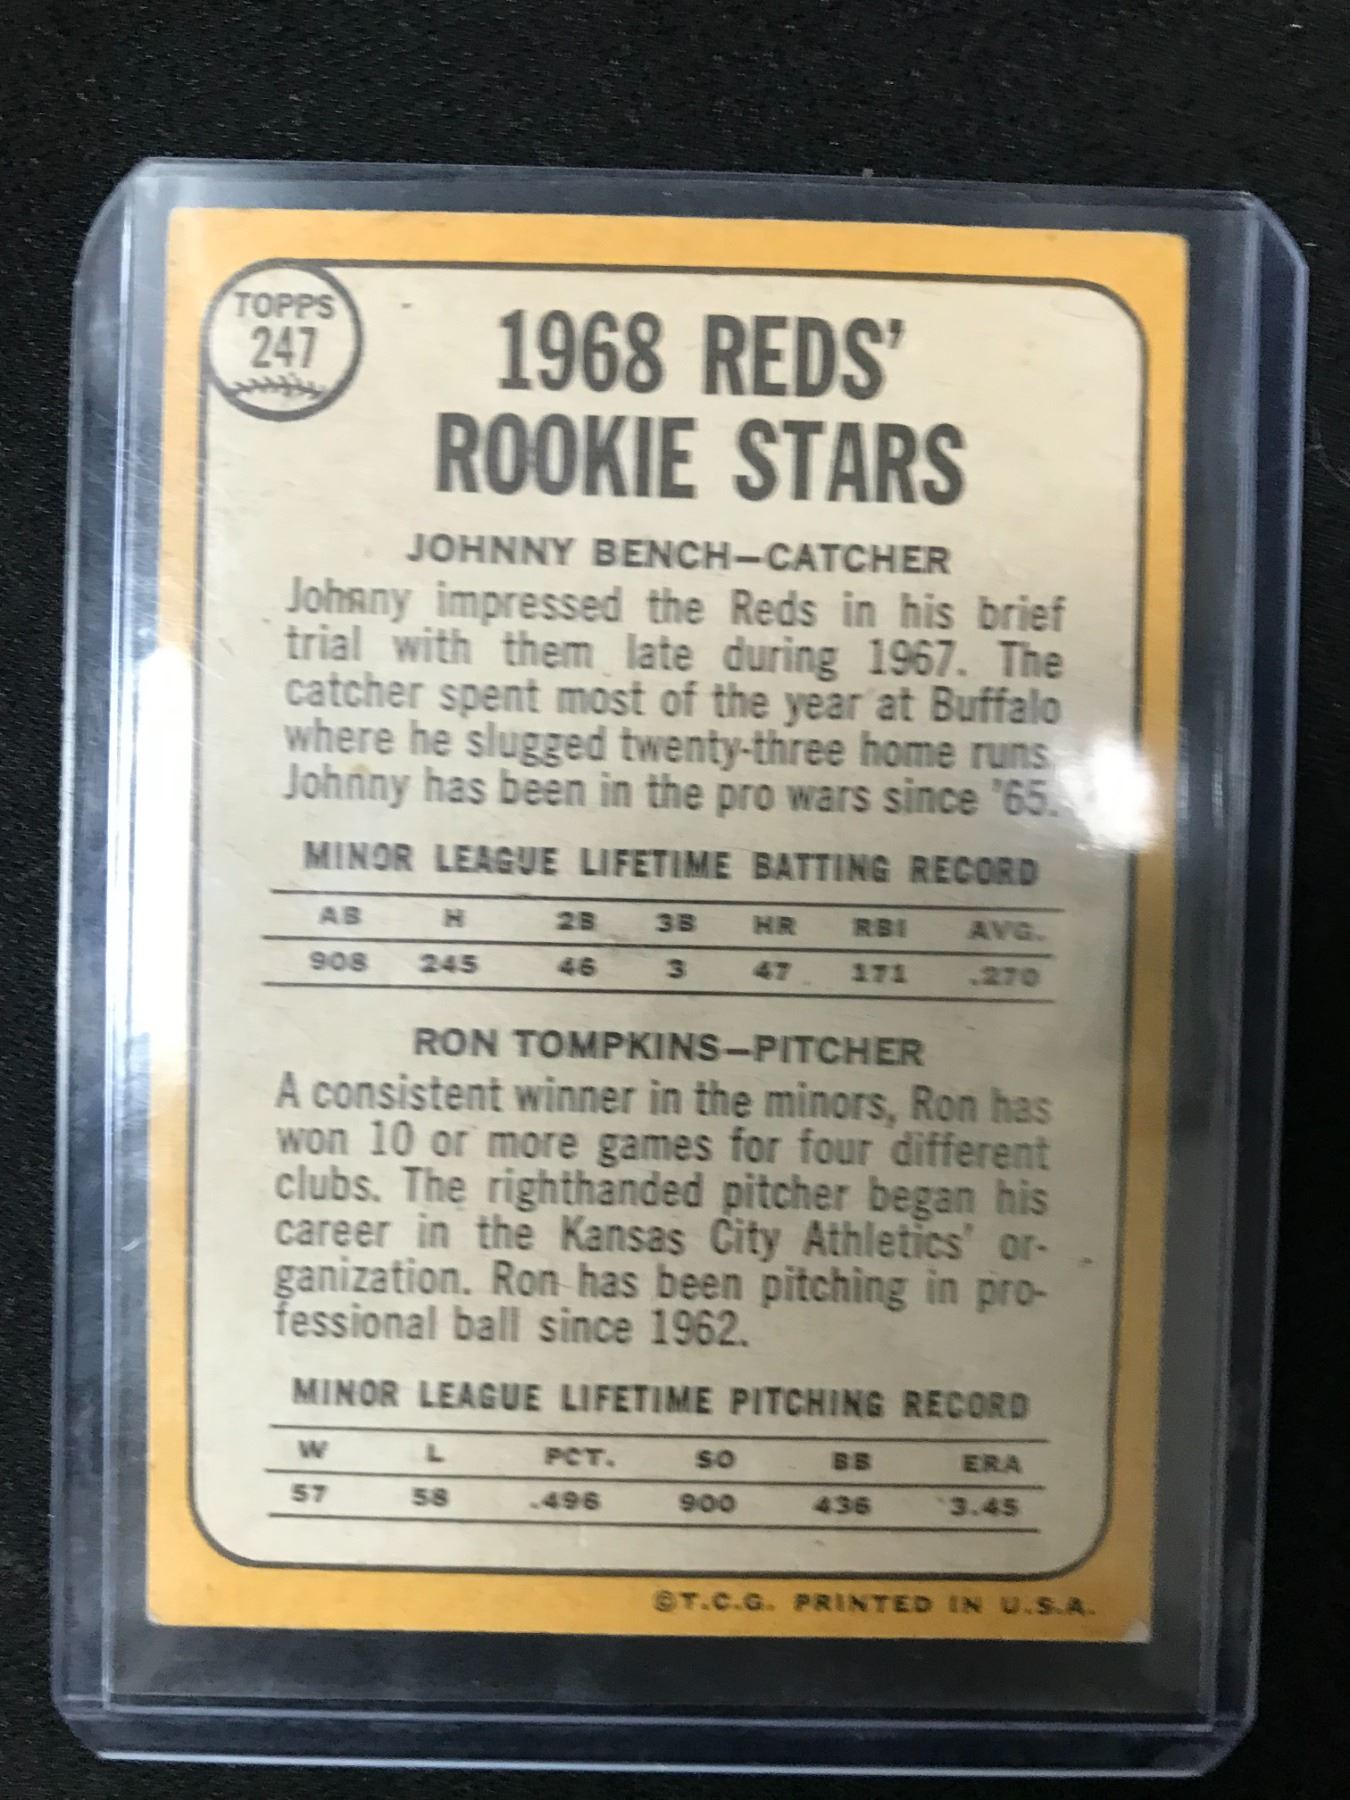 TOPPS
247
1968 REDS'
ROOKIE STARS
JOHNNY BENCH—CATCHER
Johnny impressed the Reds in his brief
trial with them late during 1967. The
catcher spent most of the year at Buffalo
where he slugged twenty-three home runs.
Johnny has been in the pro wars since '65.
MINOR LEAGUE LIFETIME BATTING RECORD
AB H 2B 3B HR RBI AVG.
908 245 46 3 47 171 .270
RON TOMPKINS—PITCHER
A consistent winner in the minors, Ron has
won 10 or more games for four different
clubs. The righthanded pitcher began his
career in the Kansas City Athletics' or-
ganization. Ron has been pitching in pro-
fessional ball since 1962.
MINOR LEAGUE LIFETIME PITCHING RECORD
W L PCT. SO BB ERA
57 58 .496 900 436 3.45
©T.C.G. PRINTED IN U.S.A.